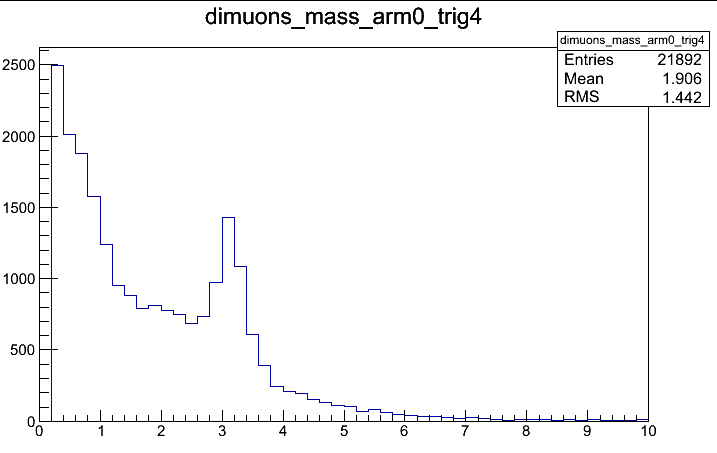 dimuons_mass_arm0_trig4
dimuons_mass_arm0_trig4
Entries 21892
Mean 1.906
RMS 1.442
2500
2000
1500
1000
500
0
0 1 2 3 4 5 6 7 8 9 10